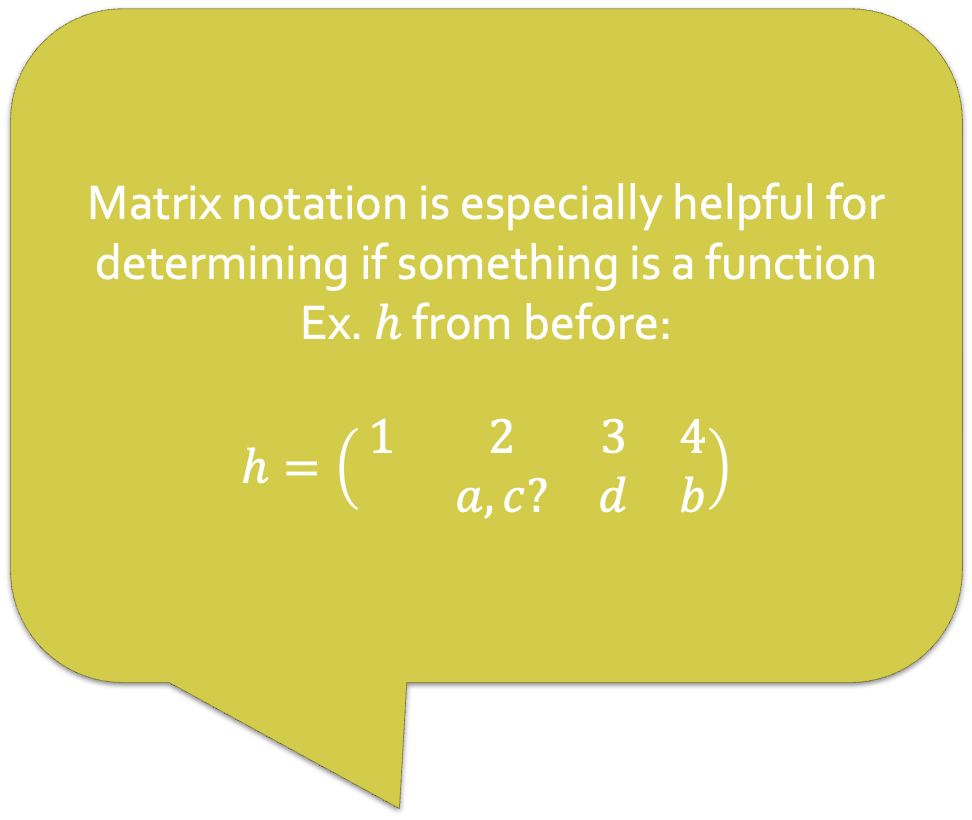 Matrix notation is especially helpful for
determining if something is a function
Ex. ℎ from before:
ℎ = (1 2 3 4
a, c? d b)